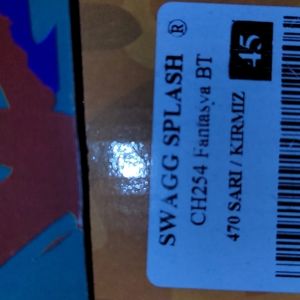 SWAGG SPLASH ®
CH254 Fantasya BT
470 SARI / KIRMIZ
45